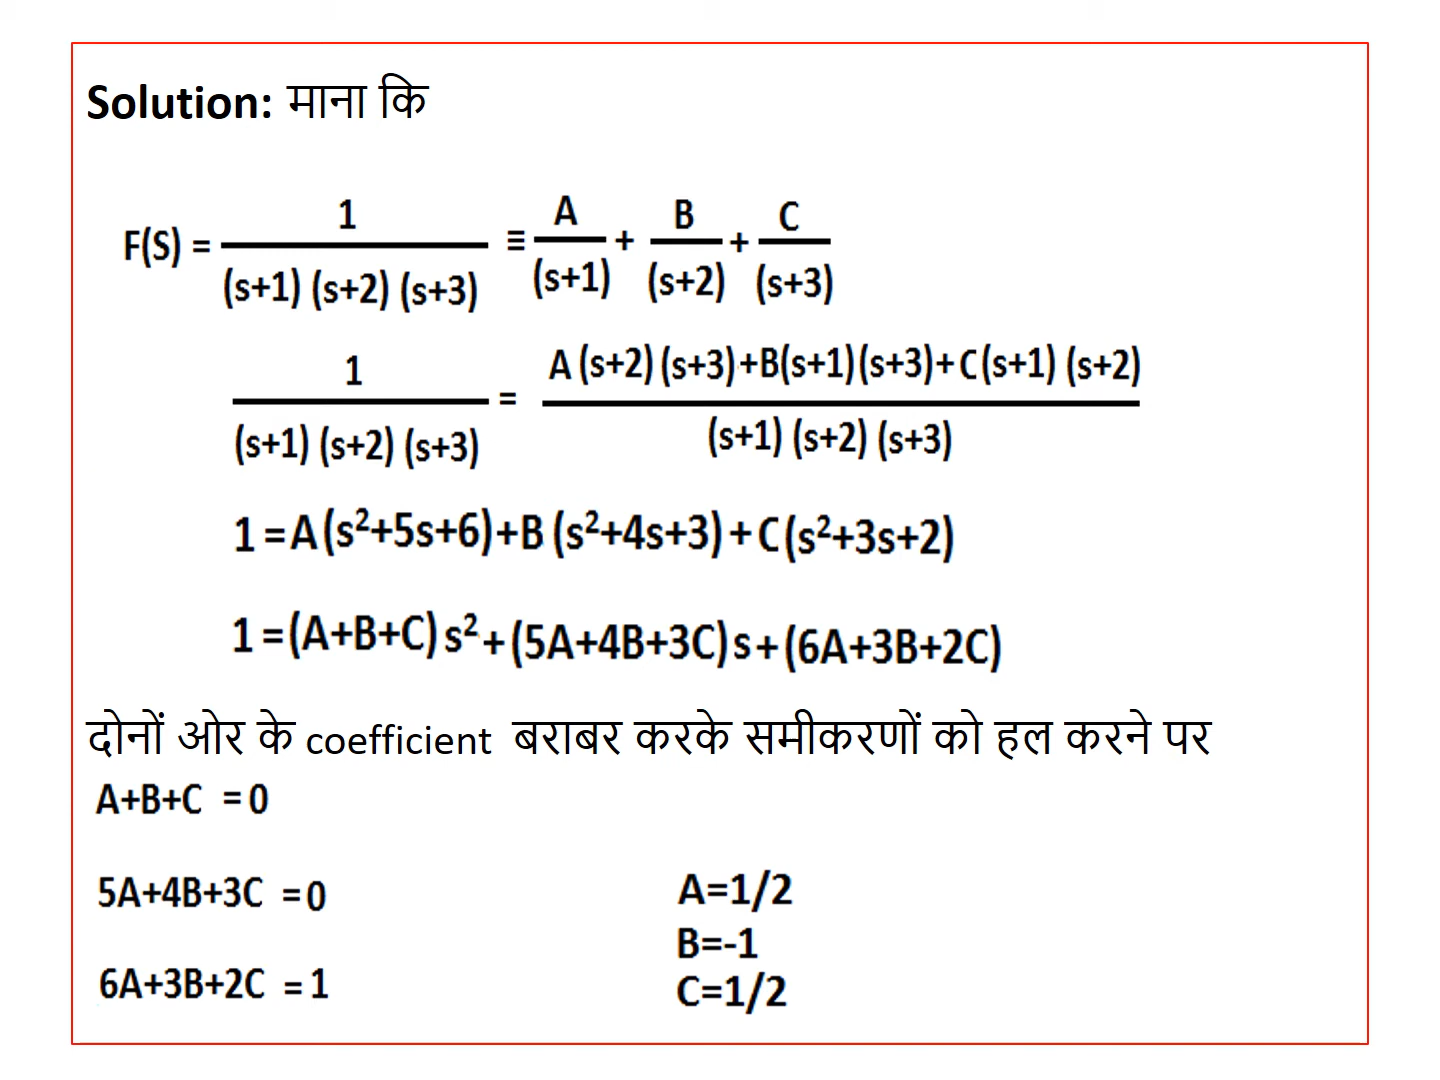 Solution: माना कि
F(S) = 1/((s+1) (s+2) (s+3)) ≡ A/(s+1) + B/(s+2) + C/(s+3)
1/((s+1) (s+2) (s+3)) = (A (s+2) (s+3)+B(s+1)(s+3)+C(s+1) (s+2))/((s+1) (s+2) (s+3))
1 = A (s²+5s+6)+B (s²+4s+3) + C (s²+3s+2)
1 = (A+B+C) s² + (5A+4B+3C) s + (6A+3B+2C)
दोनों ओर के coefficient बराबर करके समीकरणों को हल करने पर
A+B+C = 0
5A+4B+3C = 0
6A+3B+2C = 1
A=1/2
B=-1
C=1/2